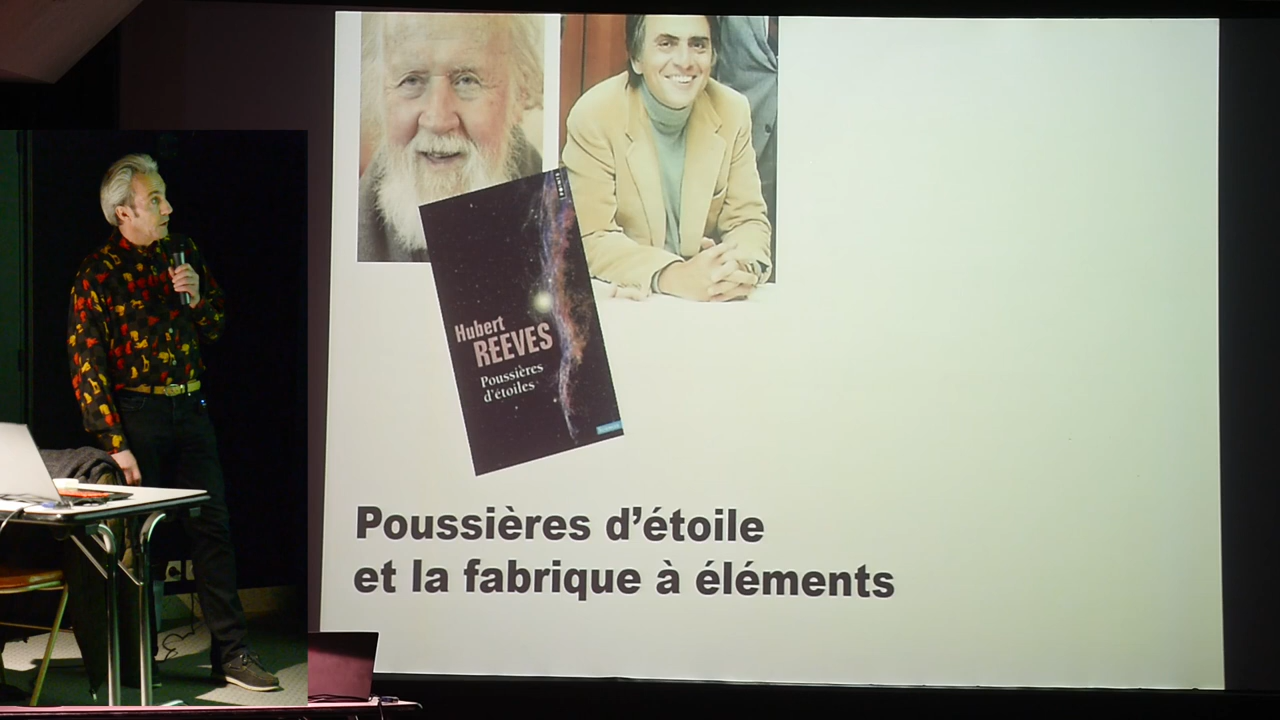 Hubert
REEVES
Poussières
d'étoiles
Poussières d'étoile
et la fabrique à éléments